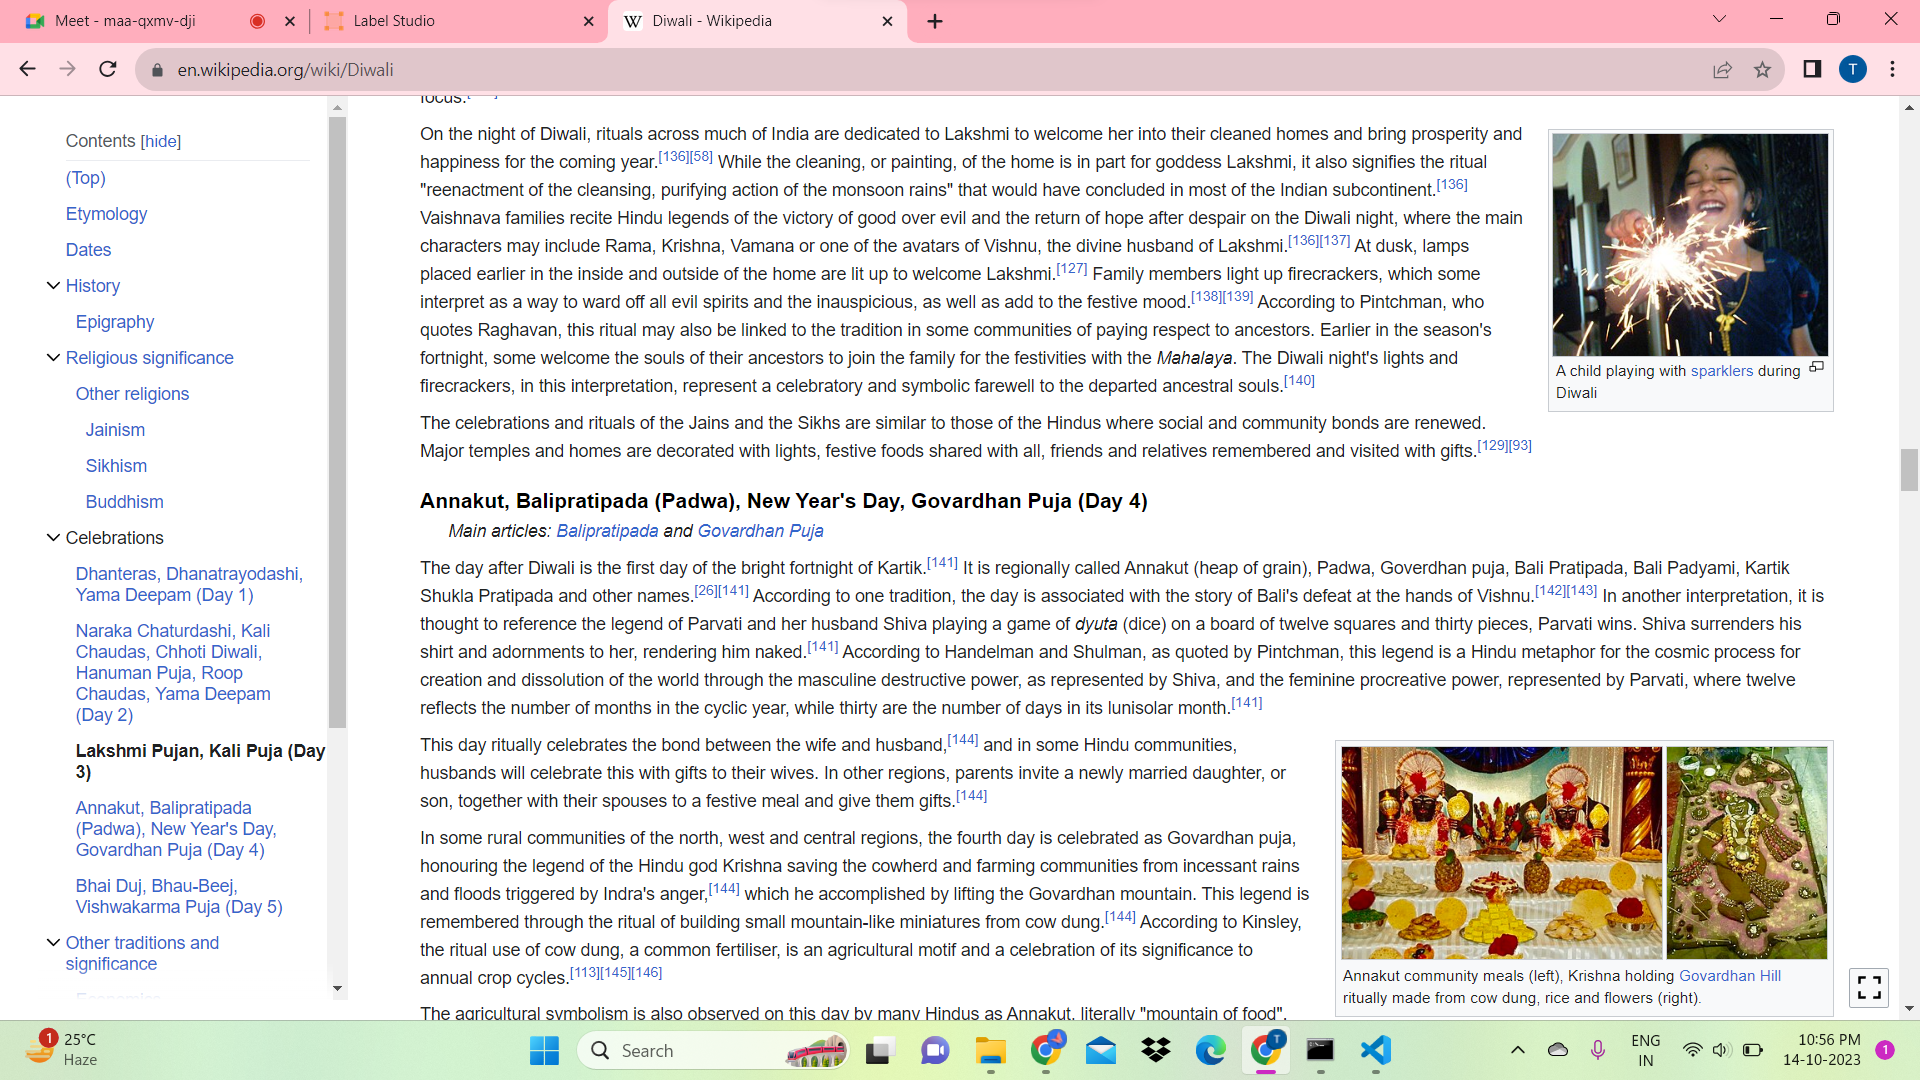 Meet - maa-qxmv-dji
Label Studio
Diwali - Wikipedia
en.wikipedia.org/wiki/Diwali
T
Contents [hide]
(Top)
Etymology
Dates
History
Epigraphy
Religious significance
Other religions
Jainism
Sikhism
Buddhism
Celebrations
Dhanteras, Dhanatrayodashi,
Yama Deepam (Day 1)
Naraka Chaturdashi, Kali
Chaudas, Chhoti Diwali,
Hanuman Puja, Roop
Chaudas, Yama Deepam
(Day 2)
Lakshmi Pujan, Kali Puja (Day
3)
Annakut, Balipratipada
(Padwa), New Year's Day,
Govardhan Puja (Day 4)
Bhai Duj, Bhau-Beej,
Vishwakarma Puja (Day 5)
Other traditions and
significance
focus.
On the night of Diwali, rituals across much of India are dedicated to Lakshmi to welcome her into their cleaned homes and bring prosperity and
happiness for the coming year.[136][58] While the cleaning, or painting, of the home is in part for goddess Lakshmi, it also signifies the ritual
"reenactment of the cleansing, purifying action of the monsoon rains" that would have concluded in most of the Indian subcontinent.[136]
Vaishnava families recite Hindu legends of the victory of good over evil and the return of hope after despair on the Diwali night, where the main
characters may include Rama, Krishna, Vamana or one of the avatars of Vishnu, the divine husband of Lakshmi.[136][137] At dusk, lamps
placed earlier in the inside and outside of the home are lit up to welcome Lakshmi.[127] Family members light up firecrackers, which some
interpret as a way to ward off all evil spirits and the inauspicious, as well as add to the festive mood.[138][139] According to Pintchman, who
quotes Raghavan, this ritual may also be linked to the tradition in some communities of paying respect to ancestors. Earlier in the season's
fortnight, some welcome the souls of their ancestors to join the family for the festivities with the Mahalaya. The Diwali night's lights and
firecrackers, in this interpretation, represent a celebratory and symbolic farewell to the departed ancestral souls.[140]
A child playing with sparklers during
Diwali
The celebrations and rituals of the Jains and the Sikhs are similar to those of the Hindus where social and community bonds are renewed.
Major temples and homes are decorated with lights, festive foods shared with all, friends and relatives remembered and visited with gifts.[129][93]
Annakut, Balipratipada (Padwa), New Year's Day, Govardhan Puja (Day 4)
Main articles: Balipratipada and Govardhan Puja
The day after Diwali is the first day of the bright fortnight of Kartik.[141] It is regionally called Annakut (heap of grain), Padwa, Goverdhan puja, Bali Pratipada, Bali Padyami, Kartik
Shukla Pratipada and other names.[26][141] According to one tradition, the day is associated with the story of Bali's defeat at the hands of Vishnu.[142][143] In another interpretation, it is
thought to reference the legend of Parvati and her husband Shiva playing a game of dyuta (dice) on a board of twelve squares and thirty pieces, Parvati wins. Shiva surrenders his
shirt and adornments to her, rendering him naked.[141] According to Handelman and Shulman, as quoted by Pintchman, this legend is a Hindu metaphor for the cosmic process for
creation and dissolution of the world through the masculine destructive power, as represented by Shiva, and the feminine procreative power, represented by Parvati, where twelve
reflects the number of months in the cyclic year, while thirty are the number of days in its lunisolar month.[141]
This day ritually celebrates the bond between the wife and husband,[144] and in some Hindu communities,
husbands will celebrate this with gifts to their wives. In other regions, parents invite a newly married daughter, or
son, together with their spouses to a festive meal and give them gifts.[144]
In some rural communities of the north, west and central regions, the fourth day is celebrated as Govardhan puja,
honouring the legend of the Hindu god Krishna saving the cowherd and farming communities from incessant rains
and floods triggered by Indra's anger,[144] which he accomplished by lifting the Govardhan mountain. This legend is
remembered through the ritual of building small mountain-like miniatures from cow dung.[144] According to Kinsley,
the ritual use of cow dung, a common fertiliser, is an agricultural motif and a celebration of its significance to
annual crop cycles.[113][145][146]
Annakut community meals (left), Krishna holding Govardhan Hill
ritually made from cow dung, rice and flowers (right).
The agricultural symbolism is also observed on this day by many Hindus as Annakut, literally "mountain of food".
1
25°C
Haze
Search
T
ENG
IN
10:56 PM
14-10-2023
1